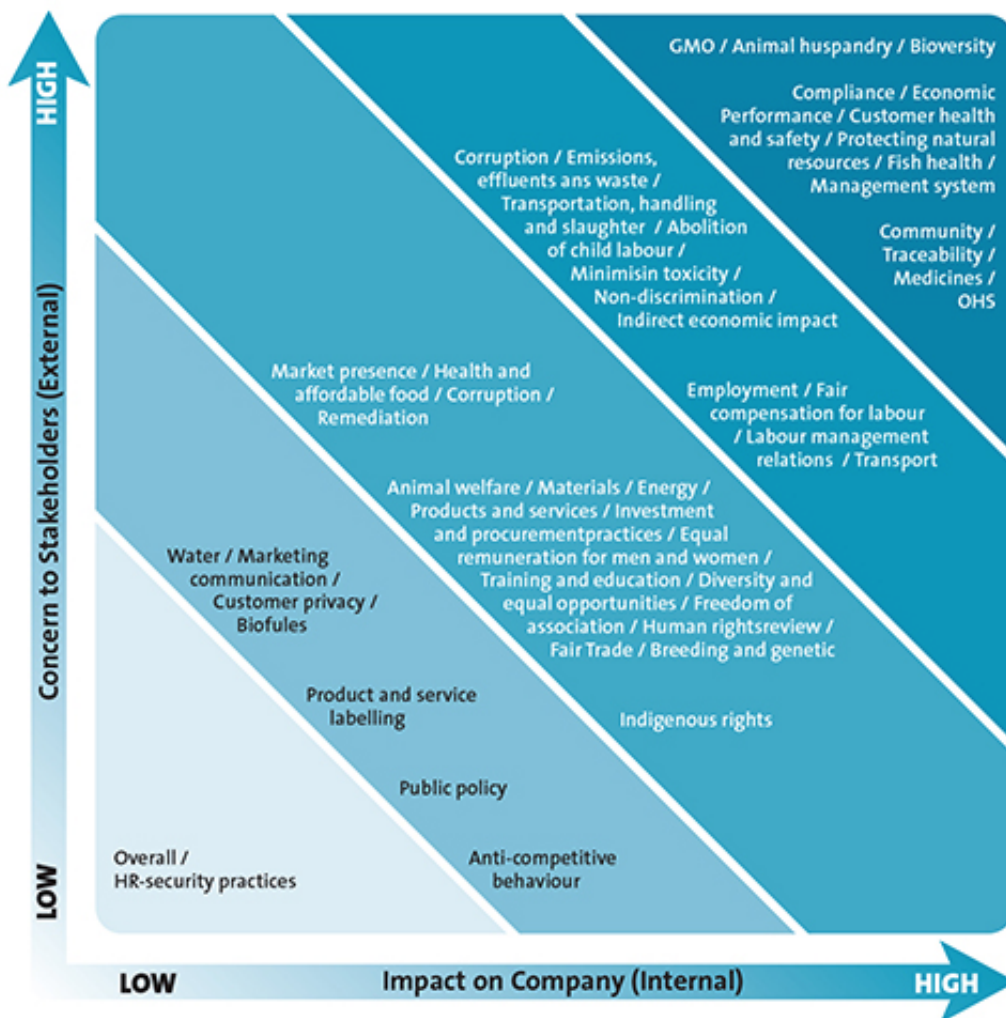 HIGH
Concern to Stakeholders (External)
LOW
GMO / Animal huspandry / Bioversity
Compliance / Economic
Performance / Customer health
and safety / Protecting natural
resources / Fish health /
Management system
Community /
Traceability /
Medicines /
OHS
Corruption / Emissions,
effluents ans waste /
Transportation, handling
and slaughter / Abolition
of child labour /
Minimisin toxicity /
Non-discrimination /
Indirect economic impact
Employment / Fair
compensation for labour
/ Labour management
relations / Transport
Market presence / Health and
affordable food / Corruption /
Remediation
Animal welfare / Materials / Energy /
Products and services / Investment
and procurementpractices / Equal
remuneration for men and women /
Training and education / Diversity and
equal opportunities / Freedom of
association / Human rightsreview /
Fair Trade / Breeding and genetic
Indigenous rights
Water / Marketing
communication /
Customer privacy /
Biofules
Product and service
labelling
Public policy
Anti-competitive
behaviour
Overall /
HR-security practices
LOW
Impact on Company (Internal)
HIGH